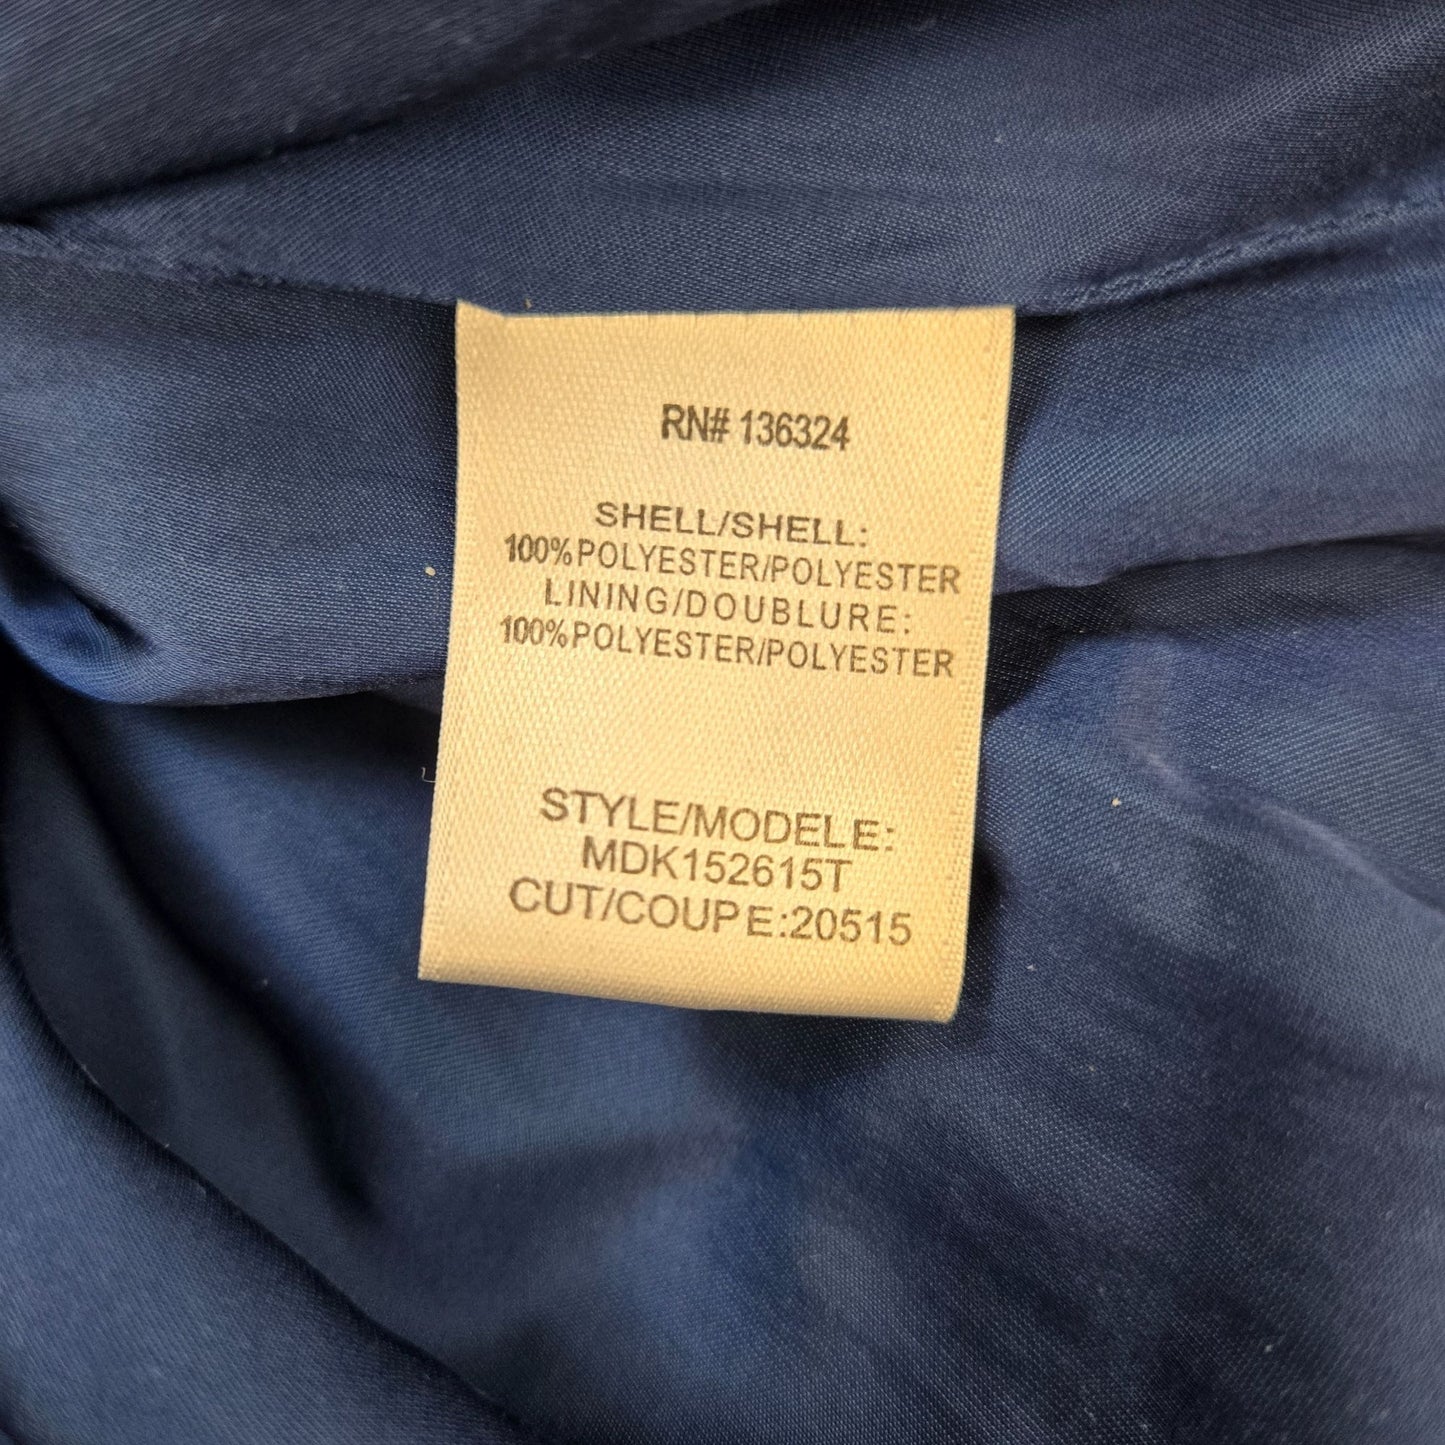 RN# 136324
SHELL/SHELL:
100%POLYESTER/POLYESTER
LINING/DOUBLURE:
100%POLYESTER/POLYESTER
STYLE/MODELE:
MDK152615T
CUT/COUPE:20515